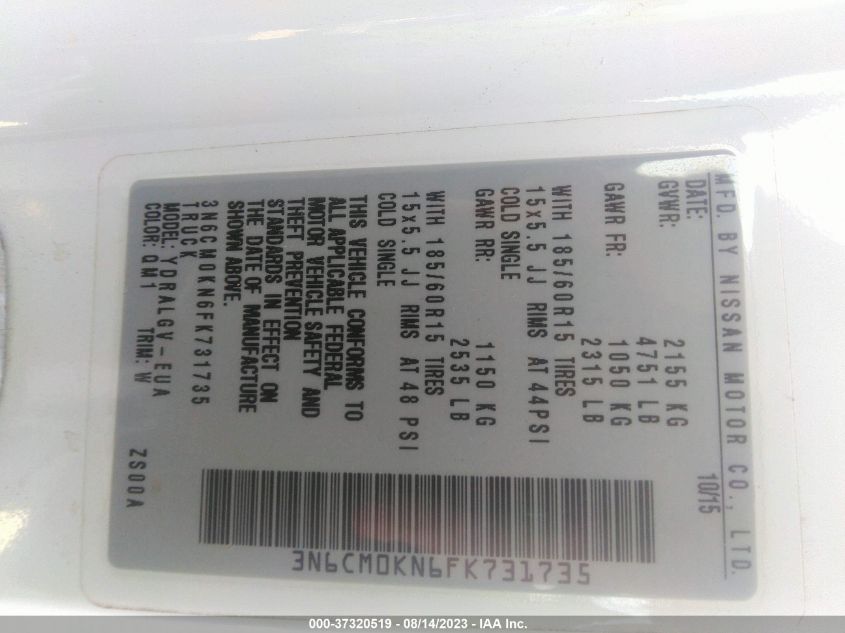 MFD. BY NISSAN MOTOR CO., LTD.
DATE: 10/15
GVWR: 2155 KG
4751 LB
GAWR FR: 1050 KG
2315 LB
WITH 185/60R15 TIRES
15x5.5 JJ RIMS AT 44PSI
COLD SINGLE
GAWR RR: 1150 KG
2535 LB
WITH 185/60R15 TIRES
15x5.5 JJ RIMS AT 48 PSI
COLD SINGLE
THIS VEHICLE CONFORMS TO
ALL APPLICABLE FEDERAL
MOTOR VEHICLE SAFETY AND
THEFT PREVENTION
STANDARDS IN EFFECT ON
THE DATE OF MANUFACTURE
SHOWN ABOVE.
3N6CM0KN6FK731735
TRUCK
MODEL: YDRALGV-EUA
COLOR: QM1 TRIM: W ZS00A
3N6CM0KN6FK731735
000-37320519 - 08/14/2023 - IAA Inc.